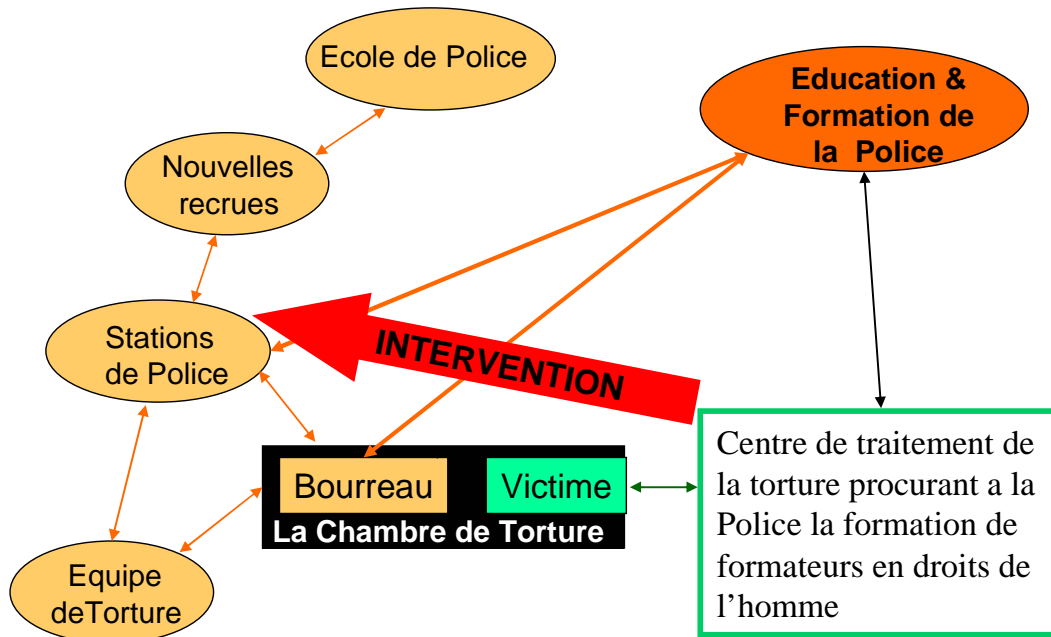 Ecole de Police
Education &
Formation de
la Police
Nouvelles
recrues
Stations
de Police
INTERVENTION
Bourreau
Victime
La Chambre de Torture
Centre de traitement de
la torture procurant a la
Police la formation de
formateurs en droits de
l’homme
Equipe
deTorture